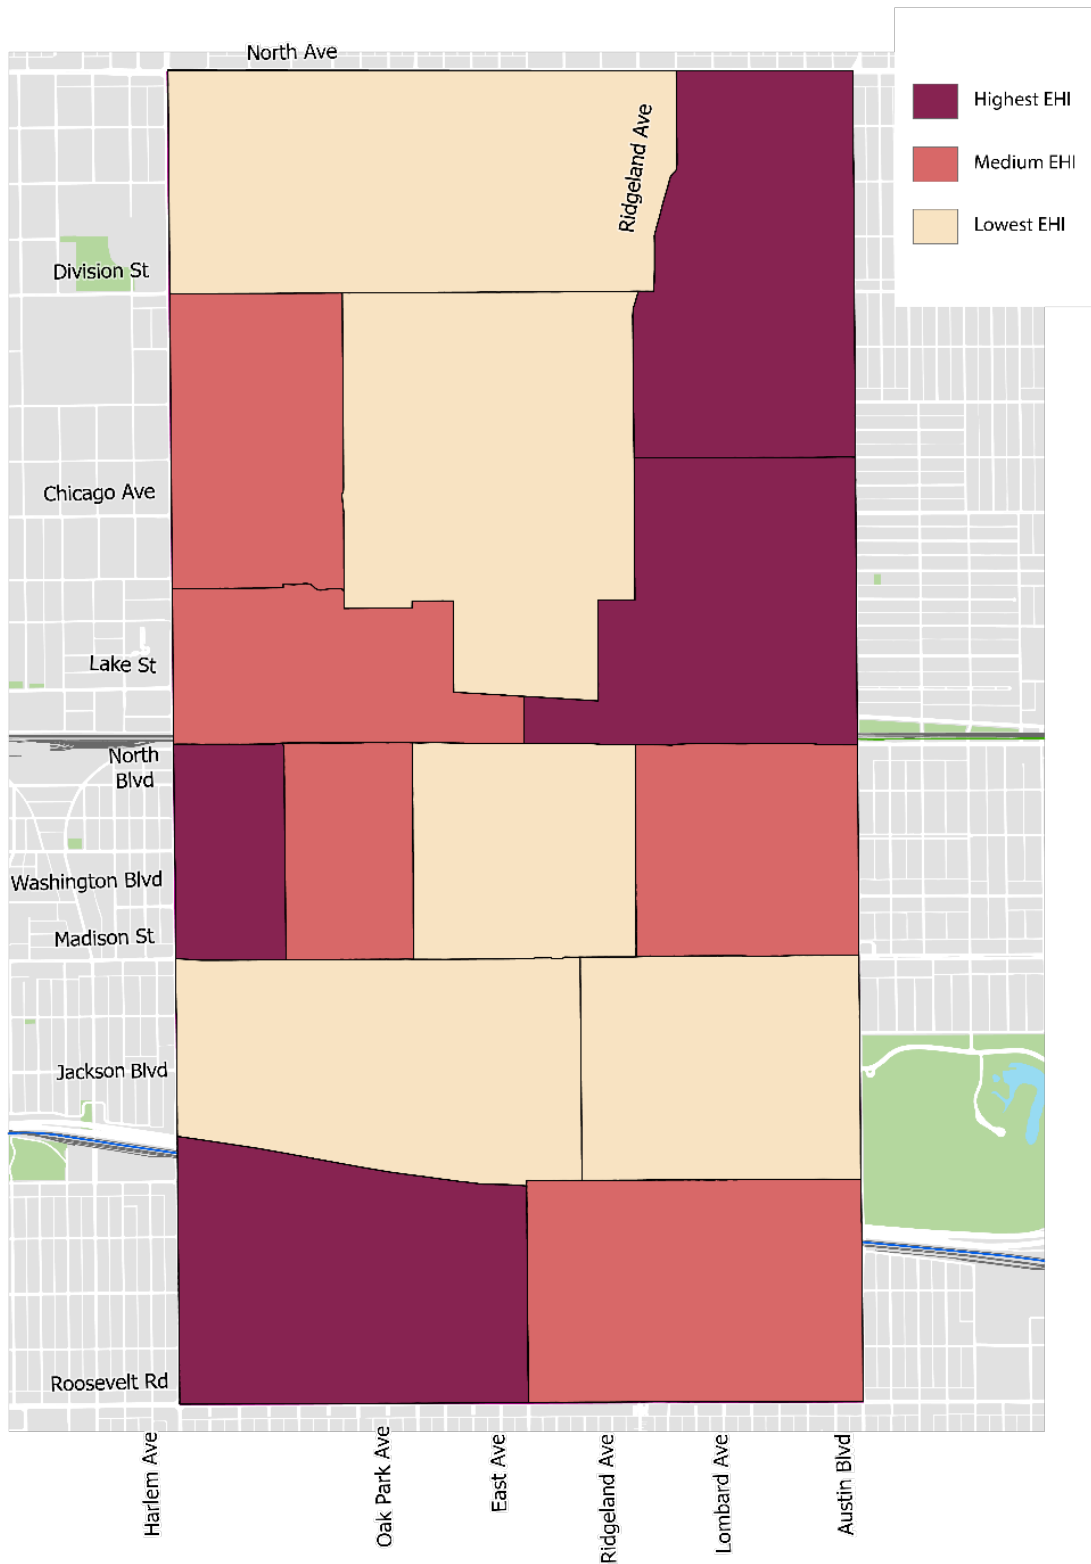 North Ave
Highest EHI
Medium EHI
Lowest EHI
Ridgeland Ave
Division St
Chicago Ave
Lake St
North
Blvd
Washington Blvd
Madison St
Jackson Blvd
Roosevelt Rd
Harlem Ave
Oak Park Ave
East Ave
Ridgeland Ave
Lombard Ave
Austin Blvd